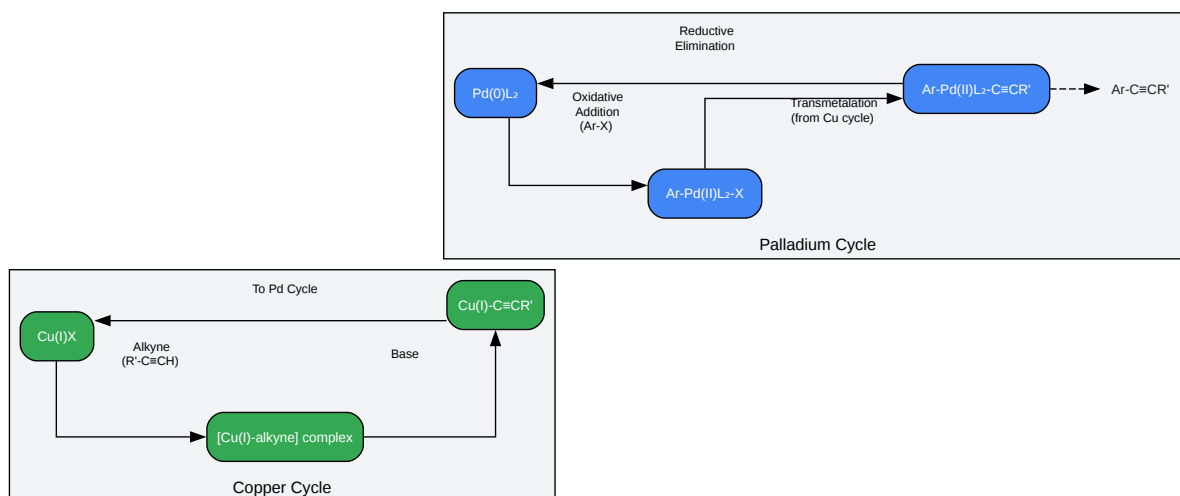 Reductive
Elimination
Pd(0)L₂
Ar-Pd(II)L₂-C≡CR'
Ar-C≡CR'
Oxidative
Addition
(Ar-X)
Transmetalation
(from Cu cycle)
Ar-Pd(II)L₂-X
Palladium Cycle
To Pd Cycle
Cu(I)-C≡CR'
Cu(I)X
Alkyne
(R'-C≡CH)
Base
[Cu(I)-alkyne] complex
Copper Cycle